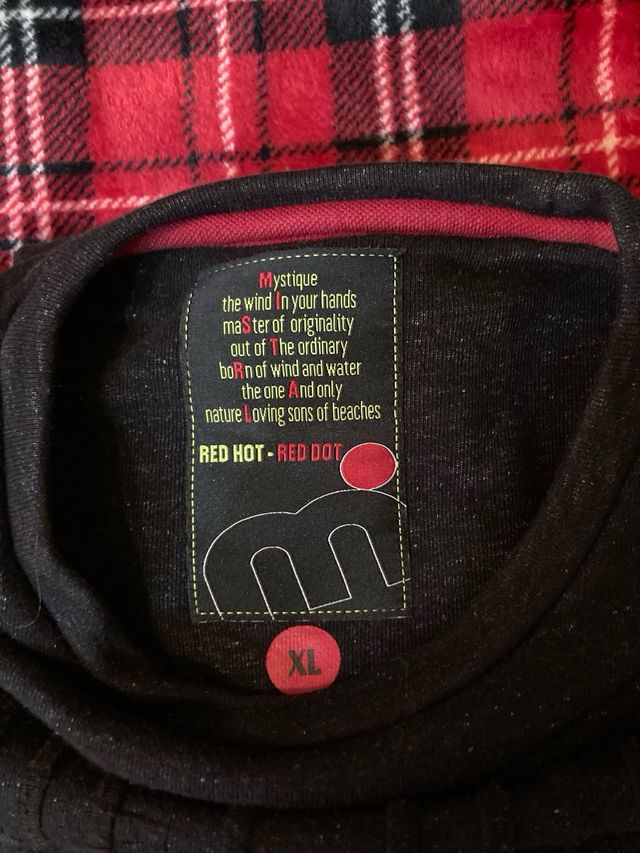 Mystique
the wind In your hands
maSter of originality
out of The ordinary
boRn of wind and water
the one And only
nature Loving sons of beaches
RED HOT - RED DOT
m
XL